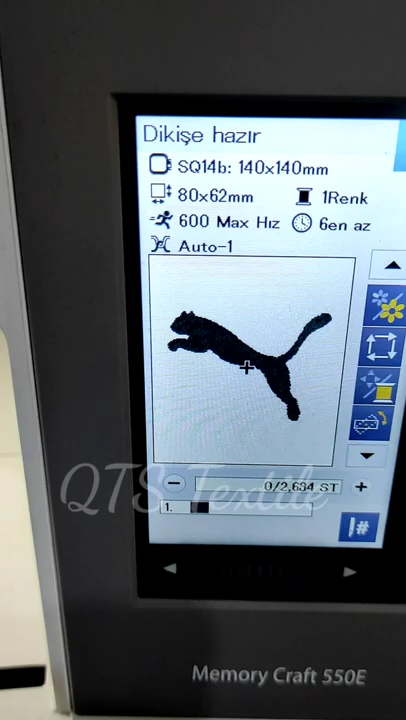 Dikişe hazır
SQ14b: 140x140mm
80x62mm 1Renk
600 Max Hız 6en az
Auto-1
0/2,634 ST
1.
#
QTS Textile
Memory Craft 550E